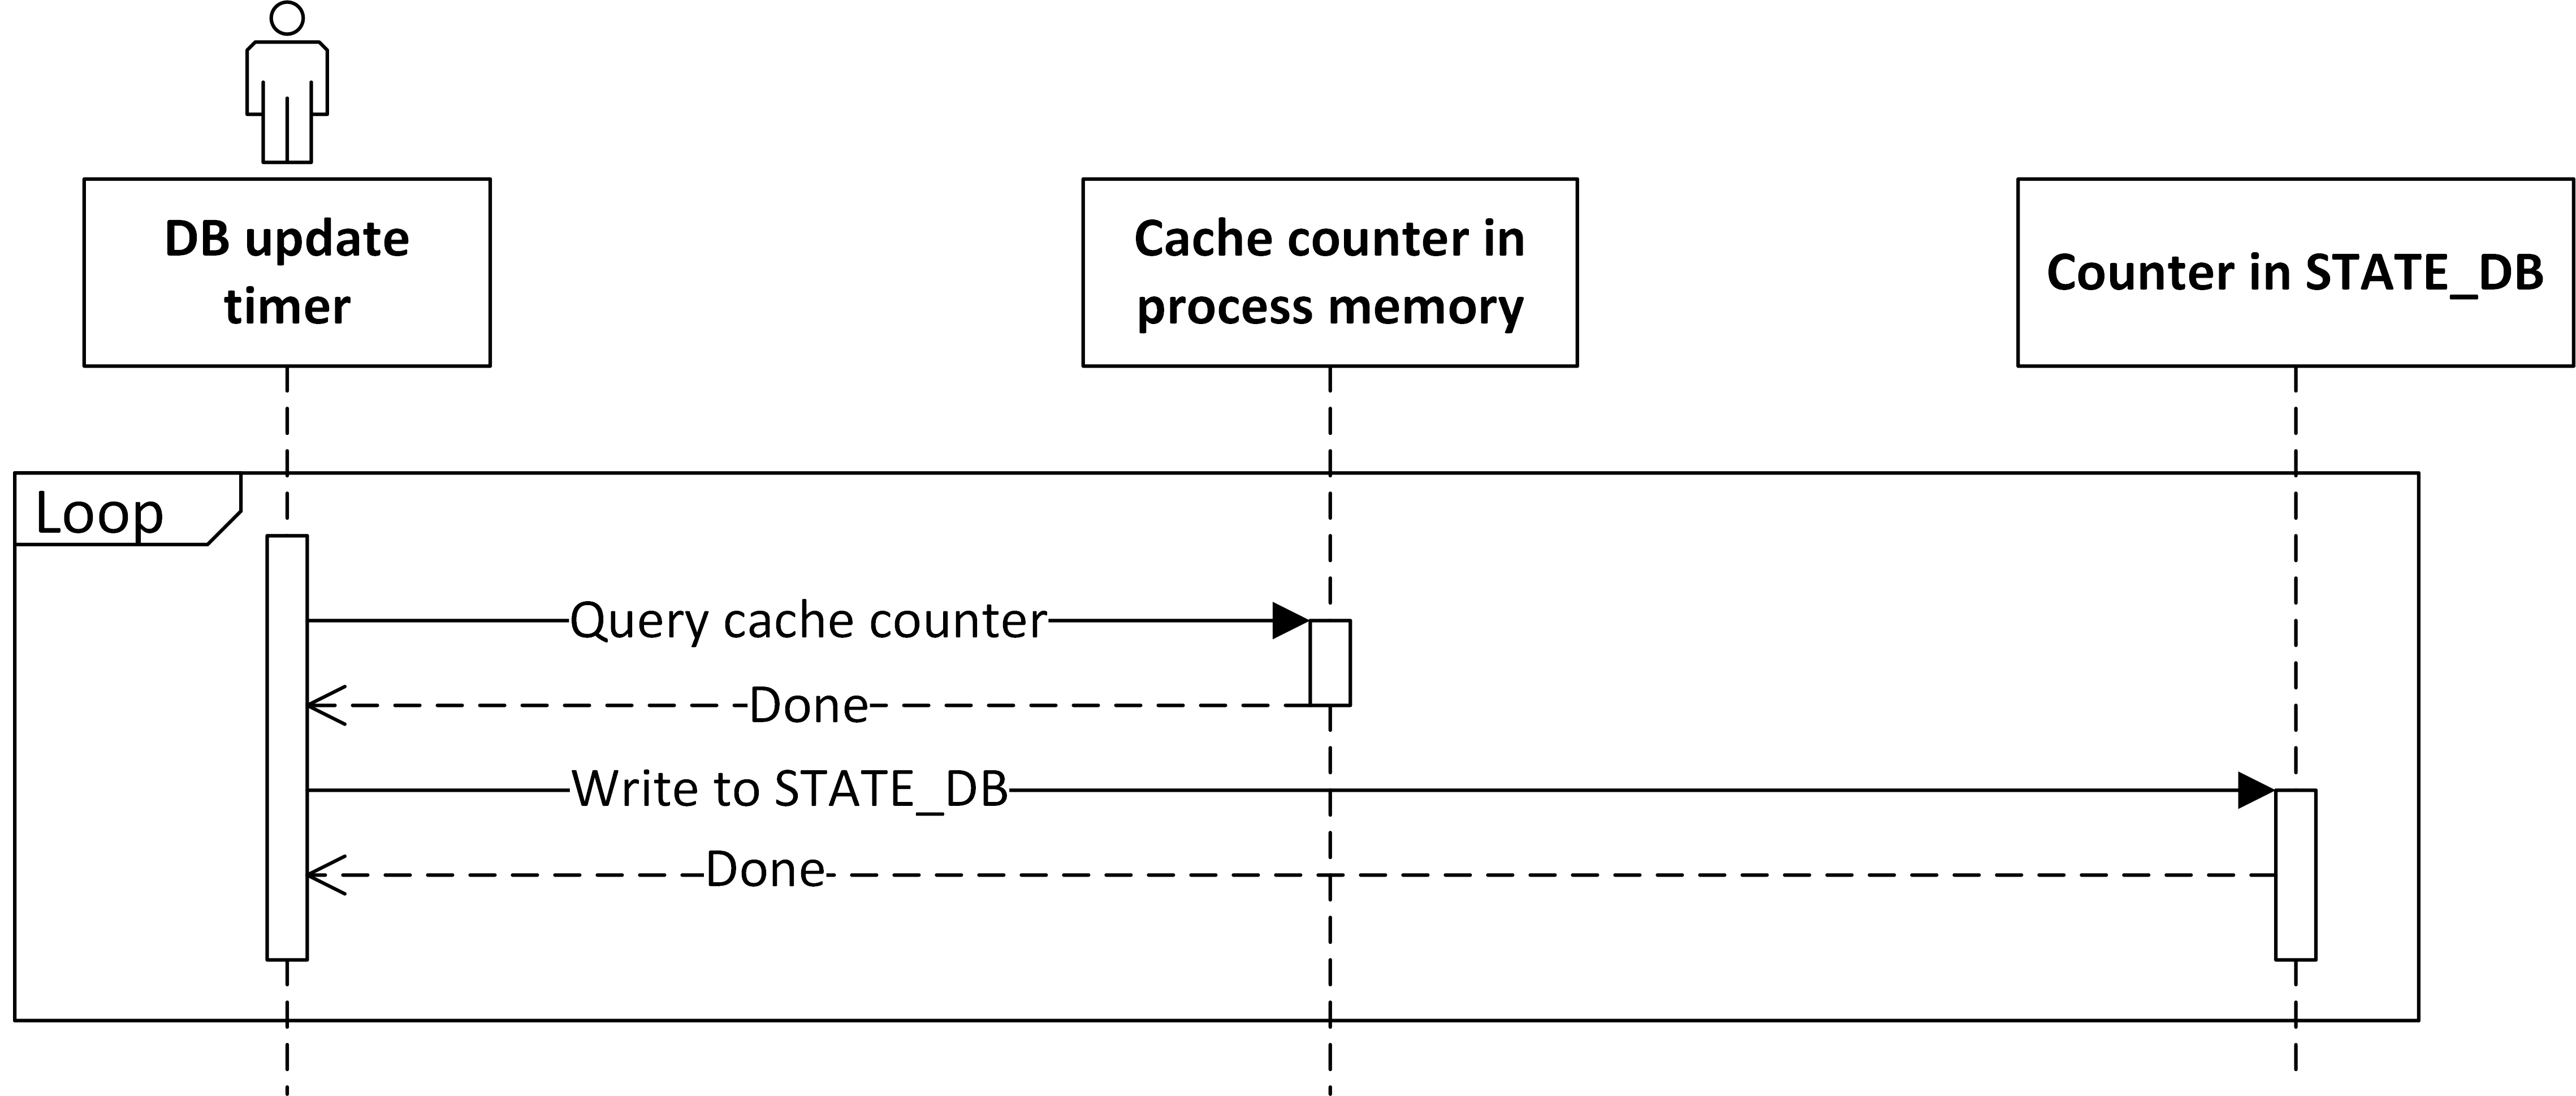 DB update
timer
Cache counter in
process memory
Counter in STATE_DB
Loop
Query cache counter
Done
Write to STATE_DB
Done